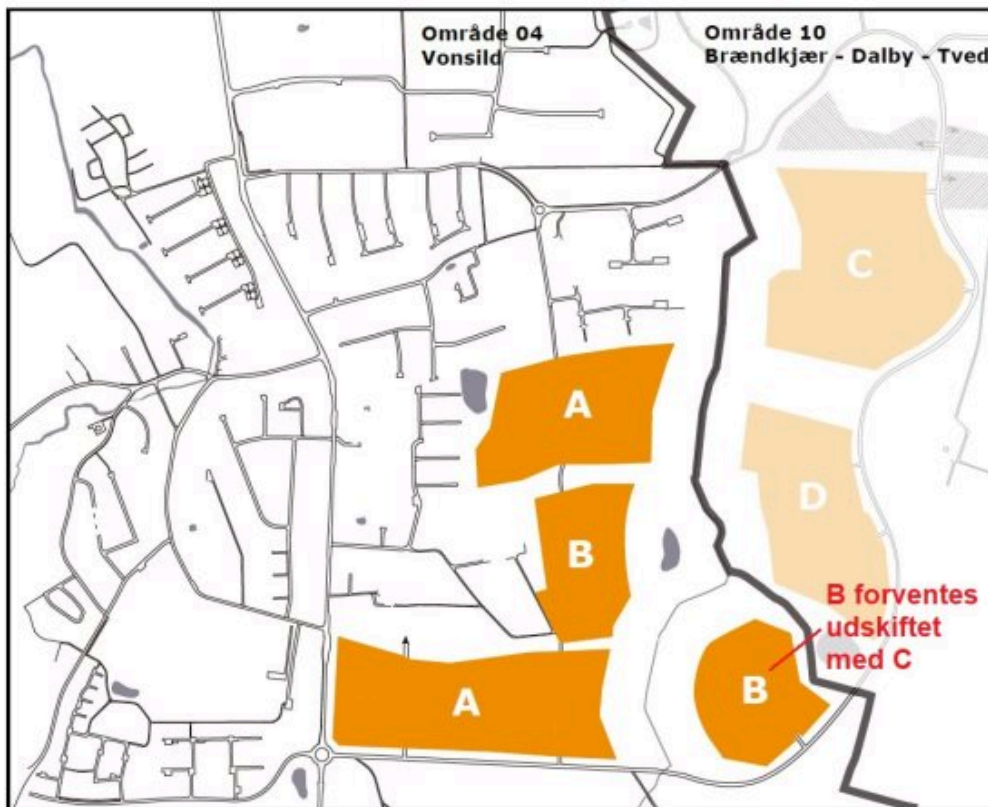 Område 04
Vonsild
Område 10
Brændkjær - Dalby - Tved
C
A
D
B
B forventes
udskiftet
med C
A
B